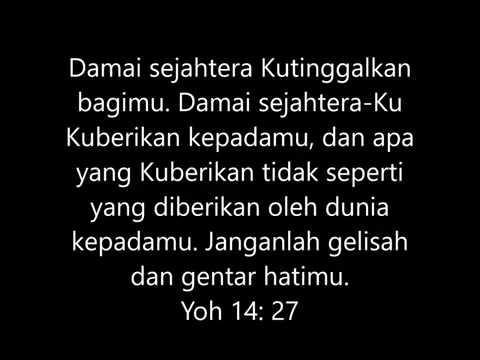 Damai sejahtera Kutinggalkan
bagimu. Damai sejahtera-Ku
Kuberikan kepadamu, dan apa
yang Kuberikan tidak seperti
yang diberikan oleh dunia
kepadamu. Janganlah gelisah
dan gentar hatimu.
Yoh 14: 27